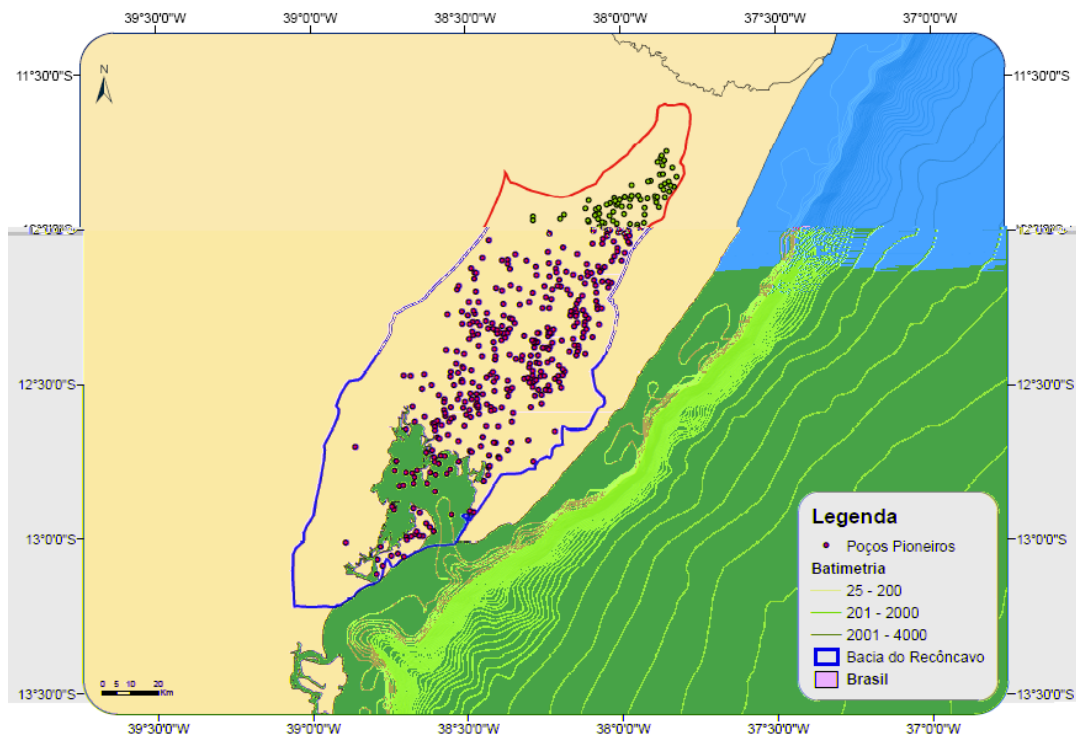 39°30'0"W 39°0'0"W 38°30'0"W 38°0'0"W 37°30'0"W 37°0'0"W
11°30'0"S 11°30'0"S
N
12°30'0"S 12°30'0"S
13°0'0"S 13°0'0"S
13°30'0"S 13°30'0"S
Legenda
Poços Pioneiros
Batimetria
25 - 200
201 - 2000
2001 - 4000
Bacia do Recôncavo
Brasil
0 5 10 20
Km
39°30'0"W 39°0'0"W 38°30'0"W 38°0'0"W 37°30'0"W 37°0'0"W